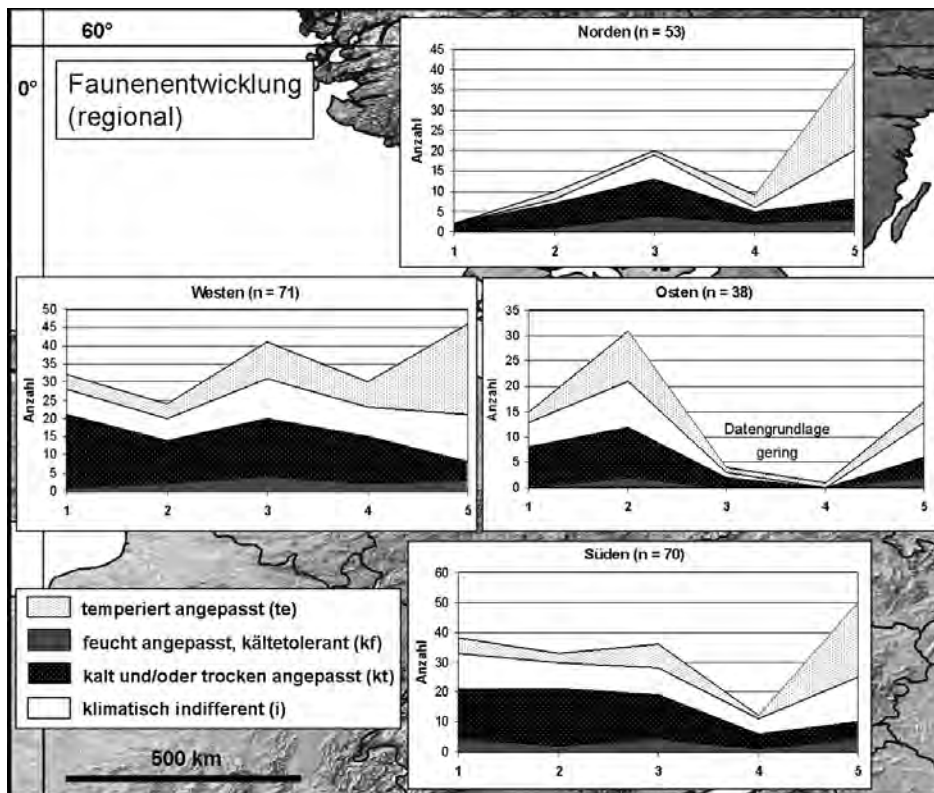 60°
0°
Faunenentwicklung
(regional)
Norden (n = 53)
Anzahl
45
40
35
30
25
20
15
10
5
0
1 2 3 4 5
Westen (n = 71)
Anzahl
50
45
40
35
30
25
20
15
10
5
0
1 2 3 4 5
Osten (n = 38)
Anzahl
35
30
25
20
15
10
5
0
Datengrundlage
gering
1 2 3 4 5
Süden (n = 70)
Anzahl
60
50
40
30
20
10
0
1 2 3 4 5
temperiert angepasst (te)
feucht angepasst, kältetolerant (kf)
kalt und/oder trocken angepasst (kt)
klimatisch indifferent (i)
500 km